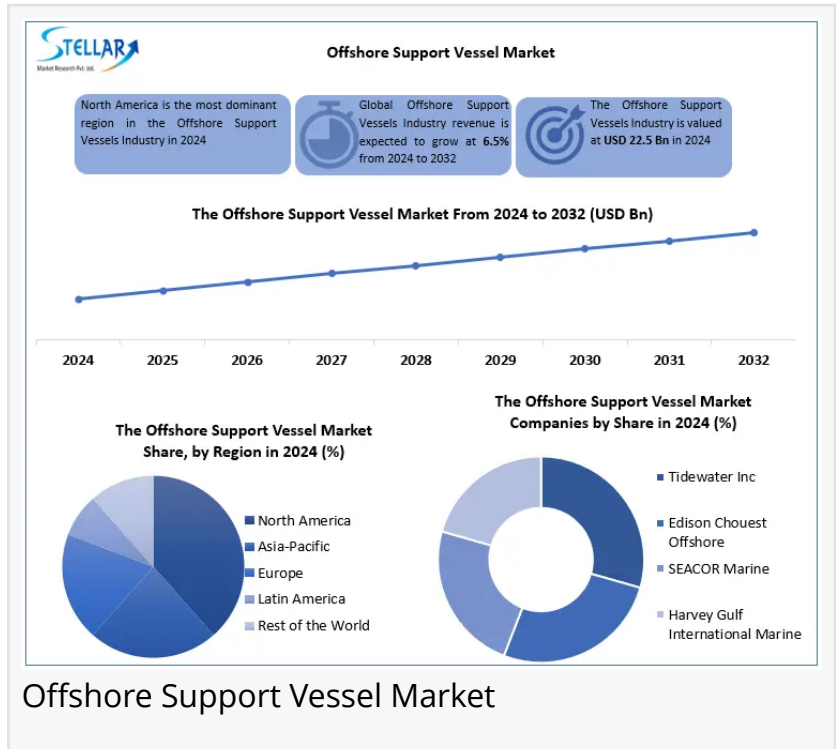 STELLAR
Market Research Pvt. Ltd.
Offshore Support Vessel Market
North America is the most dominant
region in the Offshore Support
Vessels Industry in 2024
Global Offshore Support
Vessels Industry revenue is
expected to grow at 6.5%
from 2024 to 2032
The Offshore Support
Vessels Industry is valued
at USD 22.5 Bn in 2024
The Offshore Support Vessel Market From 2024 to 2032 (USD Bn)
2024 2025 2026 2027 2028 2029 2030 2031 2032
The Offshore Support Vessel Market
Share, by Region in 2024 (%)
North America
Asia-Pacific
Europe
Latin America
Rest of the World
The Offshore Support Vessel Market
Companies by Share in 2024 (%)
Tidewater Inc
Edison Chouest
Offshore
SEACOR Marine
Harvey Gulf
International Marine
Offshore Support Vessel Market